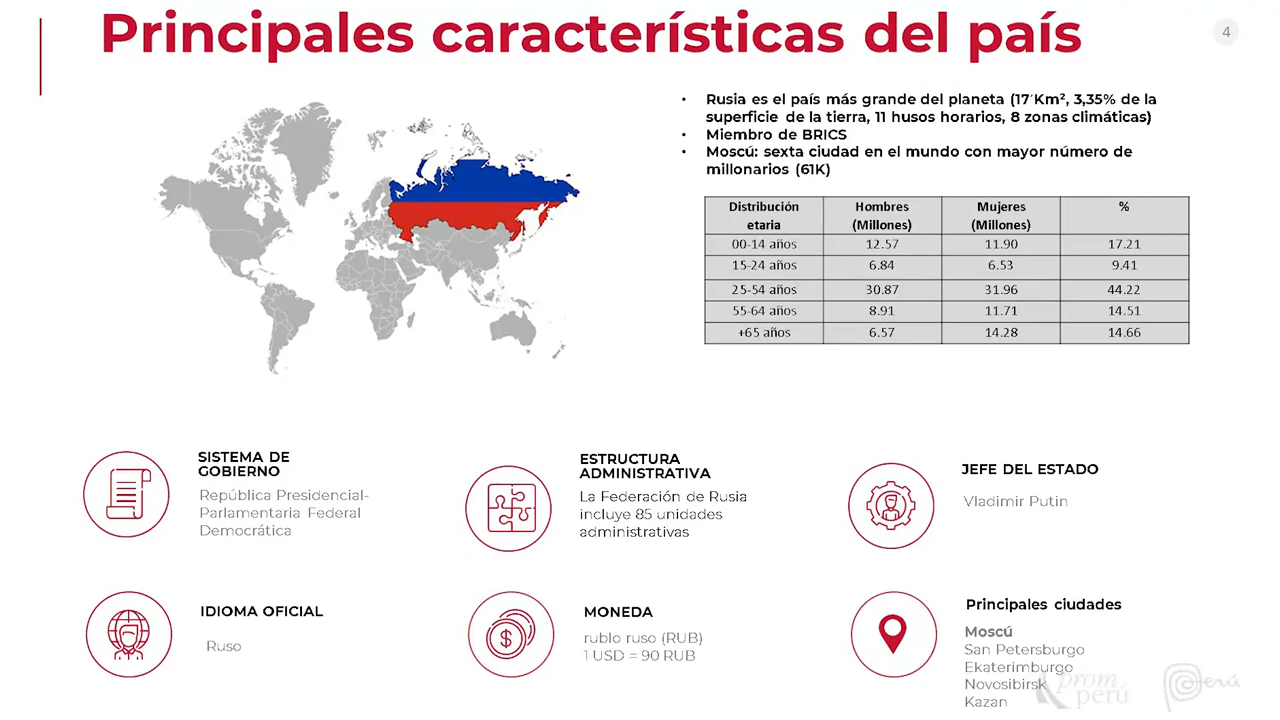 Principales características del país
4
• Rusia es el país más grande del planeta (17´Km², 3,35% de la
superficie de la tierra, 11 husos horarios, 8 zonas climáticas)
• Miembro de BRICS
• Moscú: sexta ciudad en el mundo con mayor número de
millonarios (61K)
Distribución etaria Hombres (Millones) Mujeres (Millones) %
00-14 años 12.57 11.90 17.21
15-24 años 6.84 6.53 9.41
25-54 años 30.87 31.96 44.22
55-64 años 8.91 11.71 14.51
+65 años 6.57 14.28 14.66
SISTEMA DE
GOBIERNO
República Presidencial-
Parlamentaria Federal
Democrática
ESTRUCTURA
ADMINISTRATIVA
La Federación de Rusia
incluye 85 unidades
administrativas
JEFE DEL ESTADO
Vladimir Putin
IDIOMA OFICIAL
Ruso
MONEDA
rublo ruso (RUB)
1 USD = 90 RUB
$
Principales ciudades
Moscú
San Petersburgo
Ekaterimburgo
Novosibirsk
Kazan
prom
perú
Perú